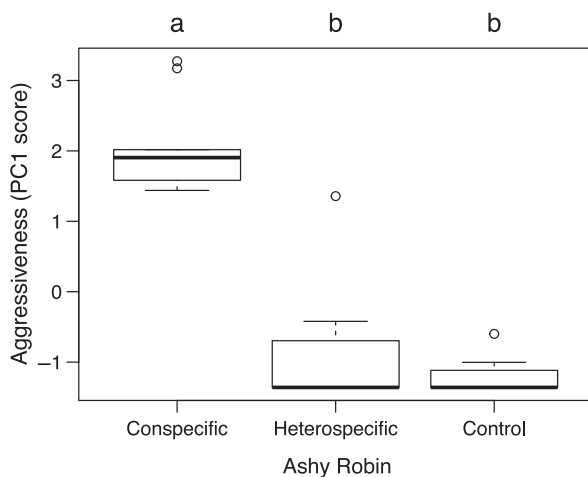 a b b
Aggressiveness (PC1 score)
3
2
1
0
−1
Conspecific Heterospecific Control
Ashy Robin